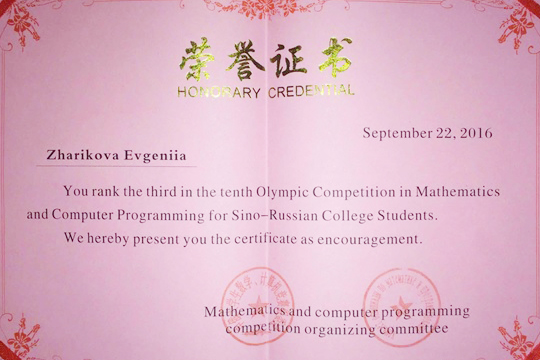 荣誉证书
HONORARY CREDENTIAL
September 22, 2016
Zharikova Evgeniia
You rank the third in the tenth Olympic Competition in Mathematics
and Computer Programming for Sino-Russian College Students.
We hereby present you the certificate as encouragement.
Mathematics and computer programming
competition organizing committee